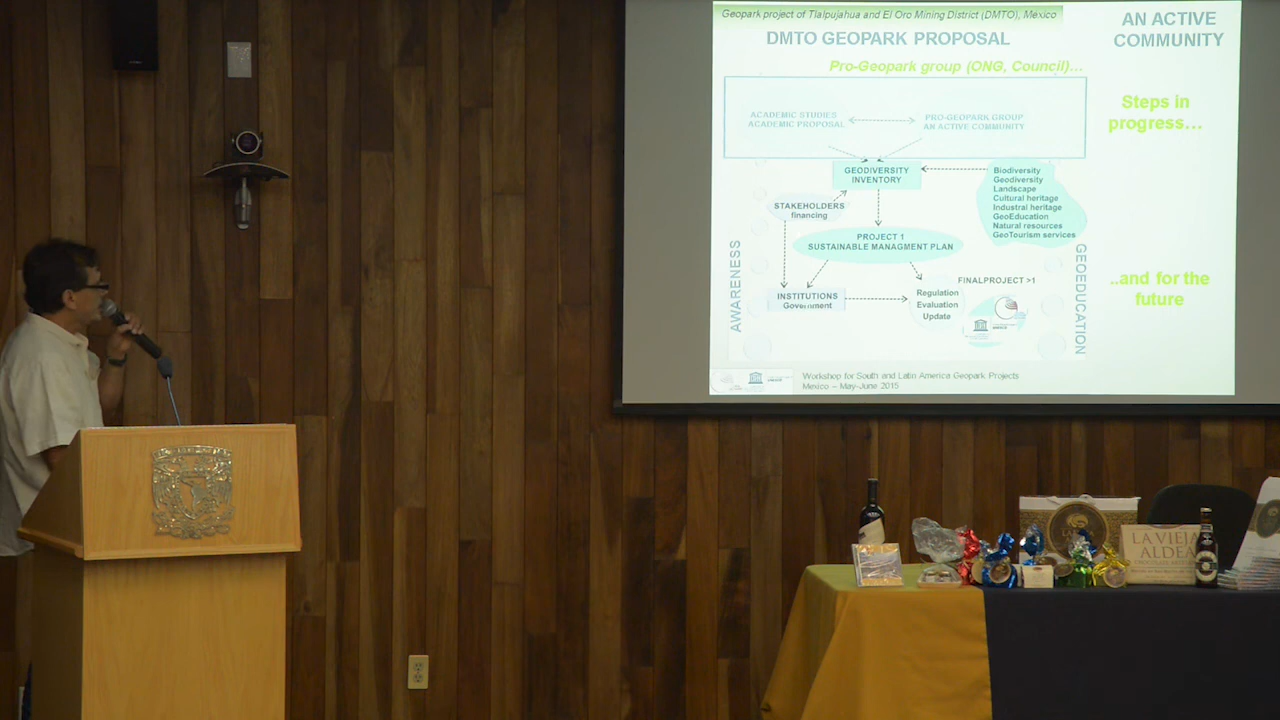 Geopark project of Tlalpujahua and El Oro Mining District (DMTO), México
DMTO GEOPARK PROPOSAL
AN ACTIVE
COMMUNITY
Pro-Geopark group (ONG, Council)...
Steps in
progress...
ACADEMIC STUDIES
ACADEMIC PROPOSAL
PRO-GEOPARK GROUP
AN ACTIVE COMMUNITY
GEODIVERSITY
INVENTORY
Biodiversity
Geodiversity
Landscape
Cultural heritage
Industrial heritage
GeoEducation
Natural resources
GeoTourism services
STAKEHOLDERS
financing
PROJECT 1
SUSTAINABLE MANAGMENT PLAN
AWARENESS
GEOEDUCATION
INSTITUTIONS
Government
Regulation
Evaluation
Update
FINALPROJECT >1
..and for the
future
Workshop for South and Latin America Geopark Projects
Mexico – May-June 2015
LA VIEJA
ALDEA